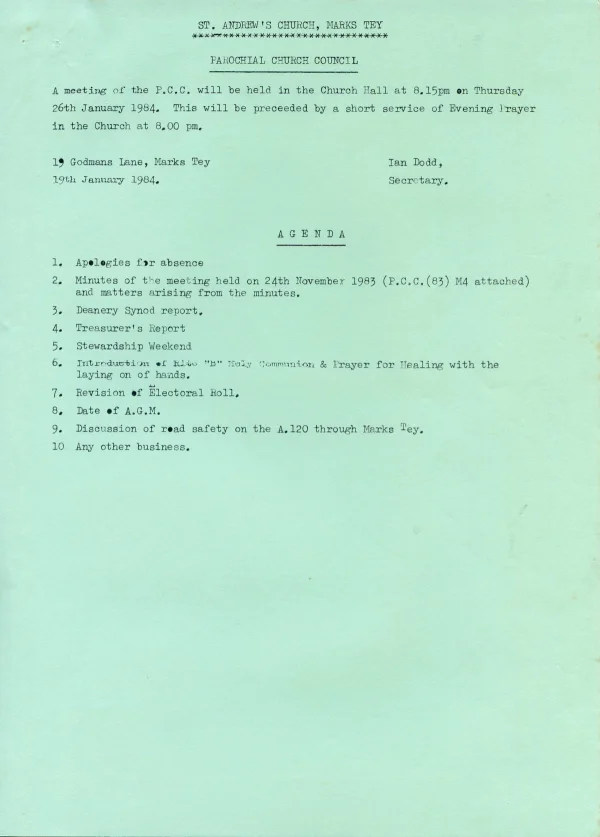 ST. ANDREW'S CHURCH, MARKS TEY
********************************
PAROCHIAL CHURCH COUNCIL
A meeting of the P.C.C. will be held in the Church Hall at 8.15pm on Thursday
26th January 1984. This will be preceeded by a short service of Evening Prayer
in the Church at 8.00 pm.
19 Godmans Lane, Marks Tey Ian Dodd,
19th January 1984. Secretary.
A G E N D A
1. Apologies for absence
2. Minutes of the meeting held on 24th November 1983 (P.C.C.(83) M4 attached)
and matters arising from the minutes.
3. Deanery Synod report.
4. Treasurer's Report
5. Stewardship Weekend
6. Introduction of Rite "B" Holy Communion & Prayer for Healing with the
laying on of hands.
7. Revision of Electoral Roll.
8. Date of A.G.M.
9. Discussion of road safety on the A.120 through Marks Tey.
10 Any other business.